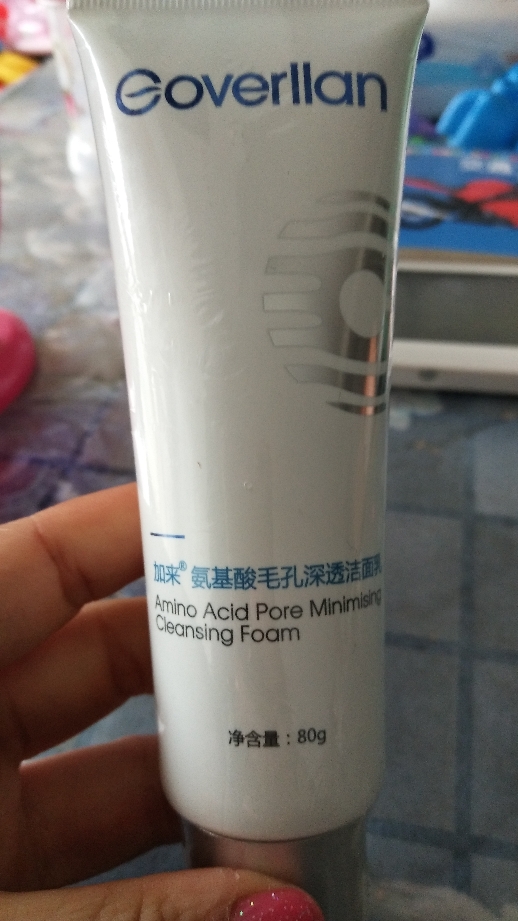 Coverllan
加来® 氨基酸毛孔深透洁面乳
Amino Acid Pore Minimising
Cleansing Foam
净含量：80g